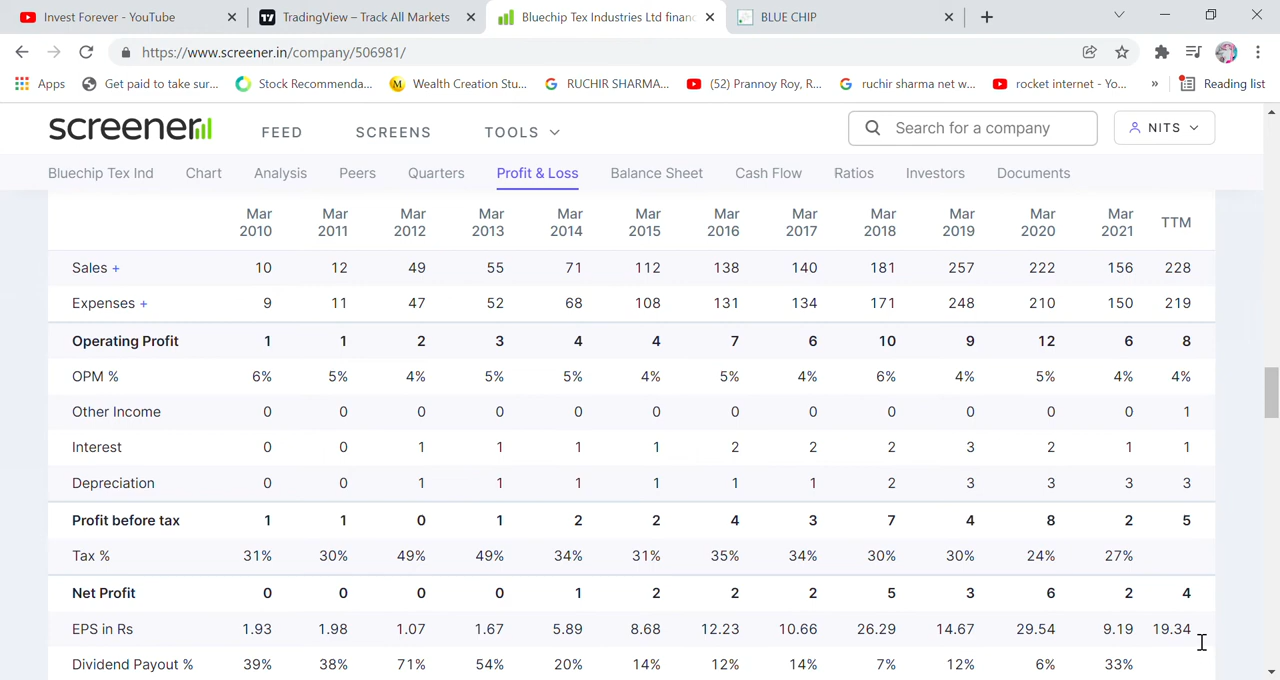 Invest Forever - YouTube TradingView – Track All Markets Bluechip Tex Industries Ltd finan BLUE CHIP
https://www.screener.in/company/506981/
Apps Get paid to take sur... Stock Recommenda... Wealth Creation Stu... RUCHIR SHARMA... (52) Prannoy Roy, R... ruchir sharma net w... rocket internet - Yo... » Reading list
screener FEED SCREENS TOOLS Search for a company NITS
Bluechip Tex Ind Chart Analysis Peers Quarters Profit & Loss Balance Sheet Cash Flow Ratios Investors Documents
Mar Mar Mar Mar Mar Mar Mar Mar Mar Mar Mar Mar TTM
2010 2011 2012 2013 2014 2015 2016 2017 2018 2019 2020 2021
Sales + 10 12 49 55 71 112 138 140 181 257 222 156 228
Expenses + 9 11 47 52 68 108 131 134 171 248 210 150 219
Operating Profit 1 1 2 3 4 4 7 6 10 9 12 6 8
OPM % 6% 5% 4% 5% 5% 4% 5% 4% 6% 4% 5% 4% 4%
Other Income 0 0 0 0 0 0 0 0 0 0 0 0 1
Interest 0 0 1 1 1 1 2 2 2 3 2 1 1
Depreciation 0 0 1 1 1 1 1 1 2 3 3 3 3
Profit before tax 1 1 0 1 2 2 4 3 7 4 8 2 5
Tax % 31% 30% 49% 49% 34% 31% 35% 34% 30% 30% 24% 27%
Net Profit 0 0 0 0 1 2 2 2 5 3 6 2 4
EPS in Rs 1.93 1.98 1.07 1.67 5.89 8.68 12.23 10.66 26.29 14.67 29.54 9.19 19.34
Dividend Payout % 39% 38% 71% 54% 20% 14% 12% 14% 7% 12% 6% 33%